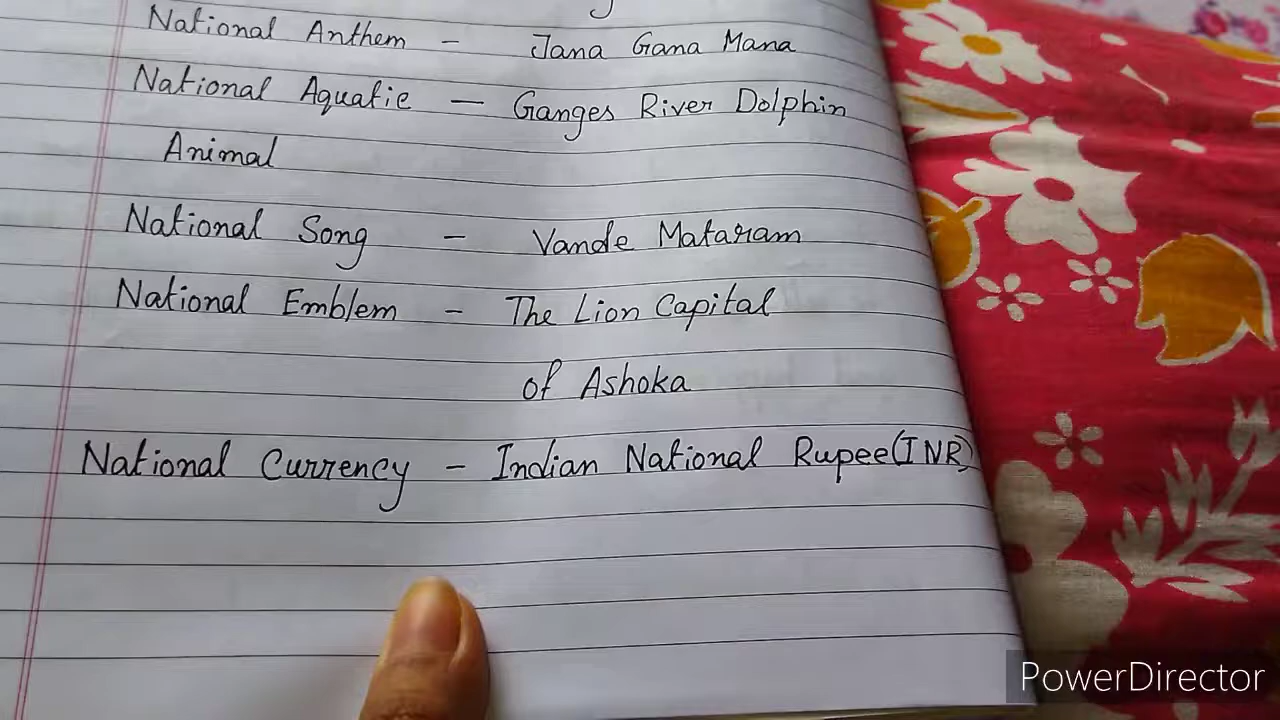 National Anthem - Jana Gana Mana
National Aquatic — Ganges River Dolphin
Animal
National Song - Vande Mataram
National Emblem - The Lion Capital
of Ashoka
National Currency - Indian National Rupee(INR)
PowerDirector